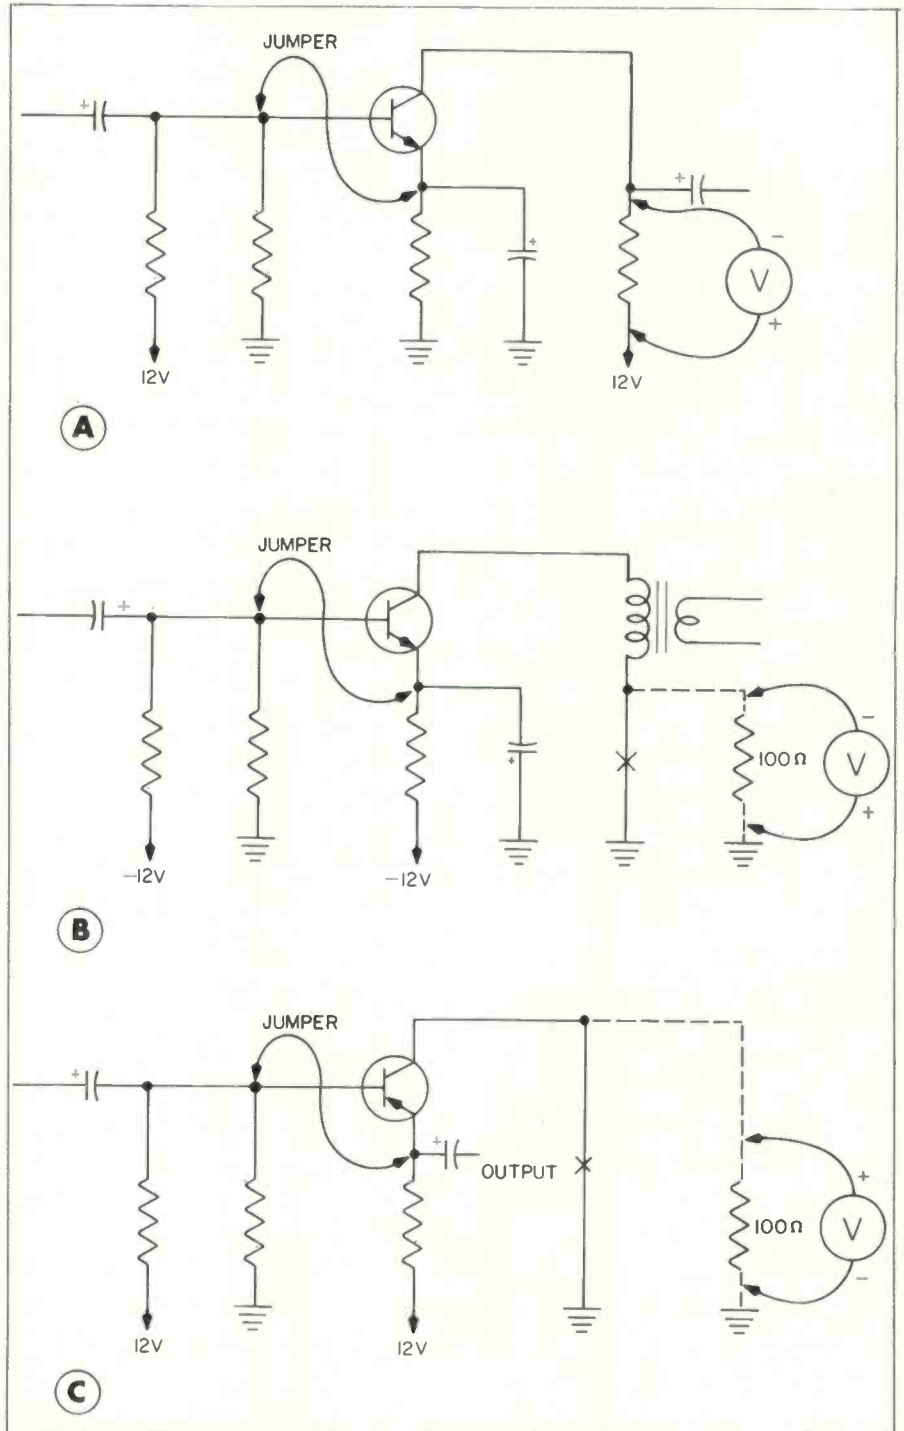 JUMPER
+
+
+
V
-
+
12V
12V
A
JUMPER
+
+
100Ω
V
-
+
-12V
-12V
B
JUMPER
+
+
OUTPUT
100Ω
V
+
-
12V
12V
C